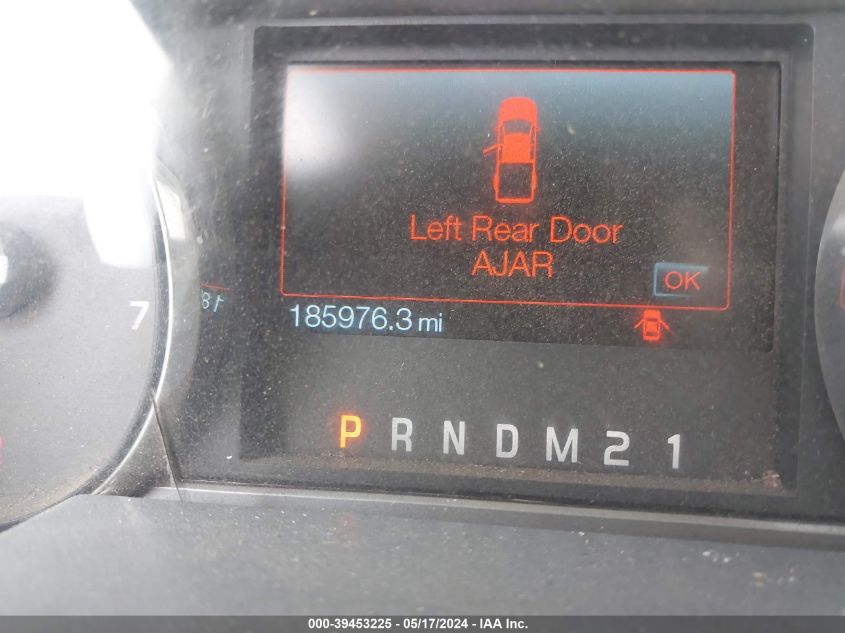 Left Rear Door
AJAR
OK
7
185976.3 mi
P R N D M 2 1
000-39453225 - 05/17/2024 - IAA Inc.